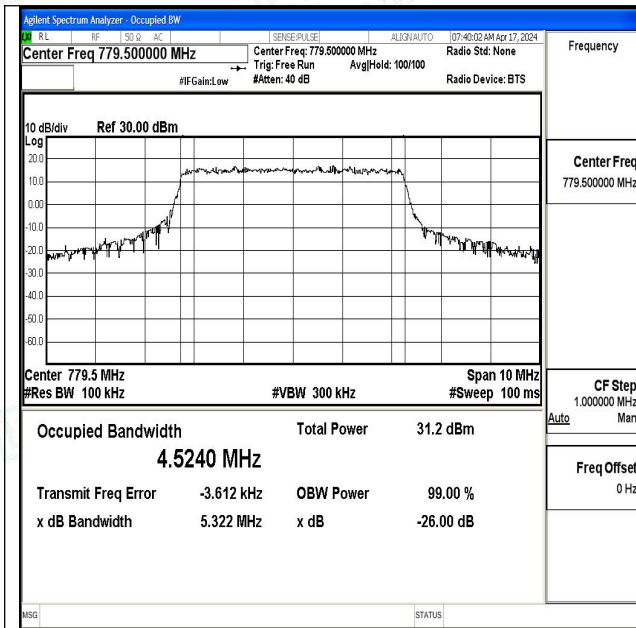 Agilent Spectrum Analyzer - Occupied BW
RL RF 50 Ω AC SENSE:PULSE ALIGN AUTO 07:40:02 AM Apr 17, 2024
Center Freq 779.500000 MHz Center Freq: 779.500000 MHz Radio Std: None Frequency
Trig: Free Run Avg|Hold: 100/100
#IFGain:Low #Atten: 40 dB Radio Device: BTS
10 dB/div Ref 30.00 dBm
Log
20.0
10.0
0.00
-10.0
-20.0
-30.0
-40.0
-50.0
-60.0
Center Freq
779.500000 MHz
Center 779.5 MHz Span 10 MHz
#Res BW 100 kHz #VBW 300 kHz #Sweep 100 ms
CF Step
1.000000 MHz
Auto Man
Occupied Bandwidth Total Power 31.2 dBm
4.5240 MHz
Freq Offset
0 Hz
Transmit Freq Error -3.612 kHz OBW Power 99.00 %
x dB Bandwidth 5.322 MHz x dB -26.00 dB
MSG STATUS